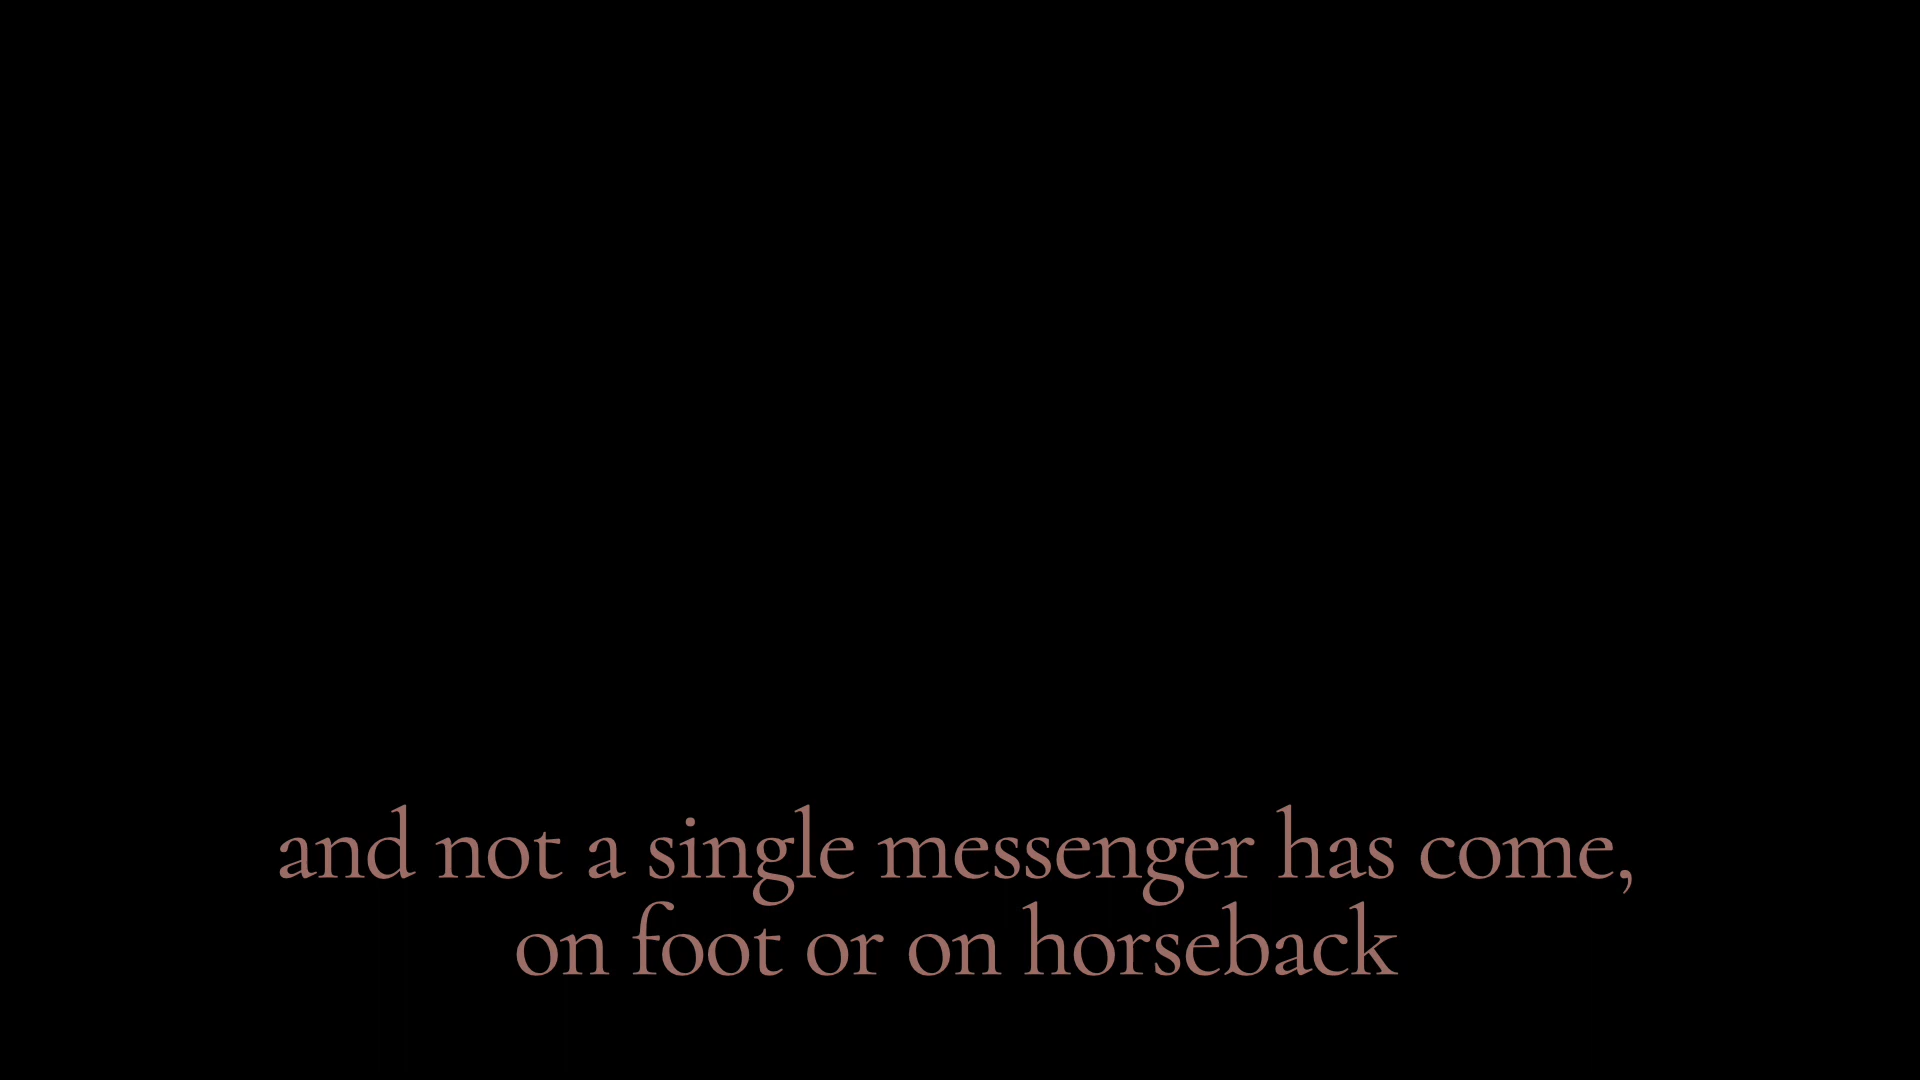 and not a single messenger has come,
on foot or on horseback